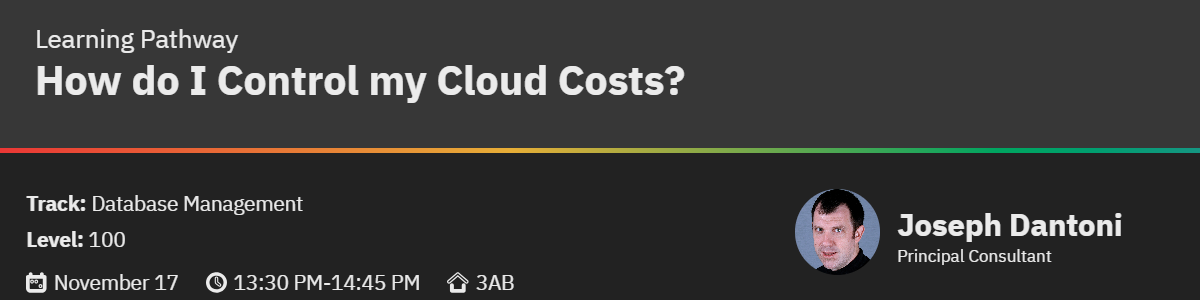 Learning Pathway
How do I Control my Cloud Costs?
Track: Database Management
Level: 100
November 17 13:30 PM-14:45 PM 3AB
Joseph Dantoni
Principal Consultant